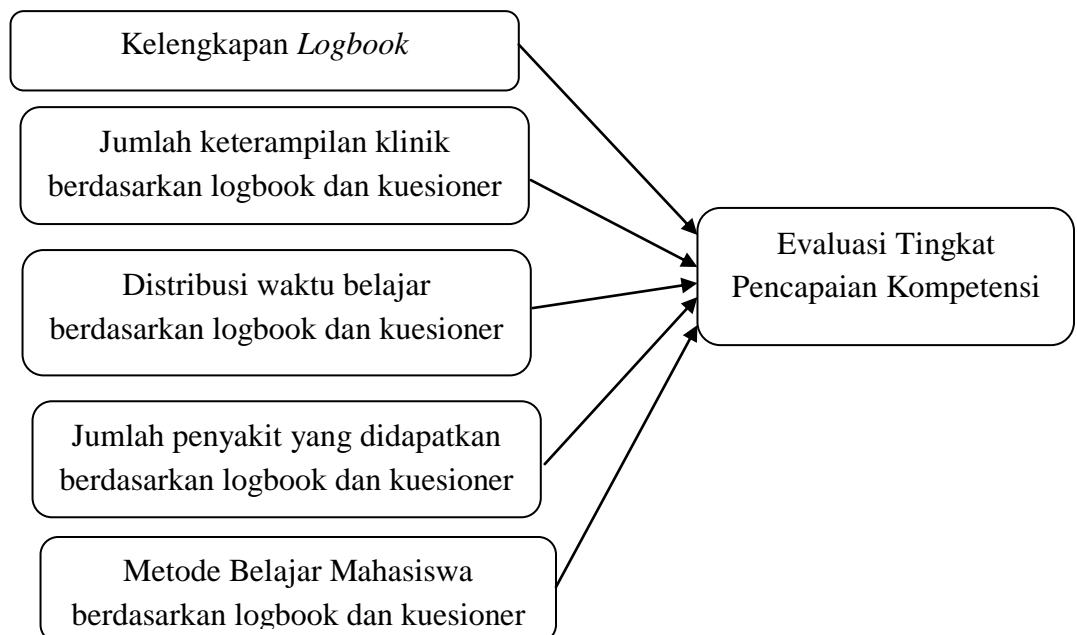 Kelengkapan Logbook
Jumlah keterampilan klinik
berdasarkan logbook dan kuesioner
Distribusi waktu belajar
berdasarkan logbook dan kuesioner
Jumlah penyakit yang didapatkan
berdasarkan logbook dan kuesioner
Metode Belajar Mahasiswa
berdasarkan logbook dan kuesioner
Evaluasi Tingkat
Pencapaian Kompetensi